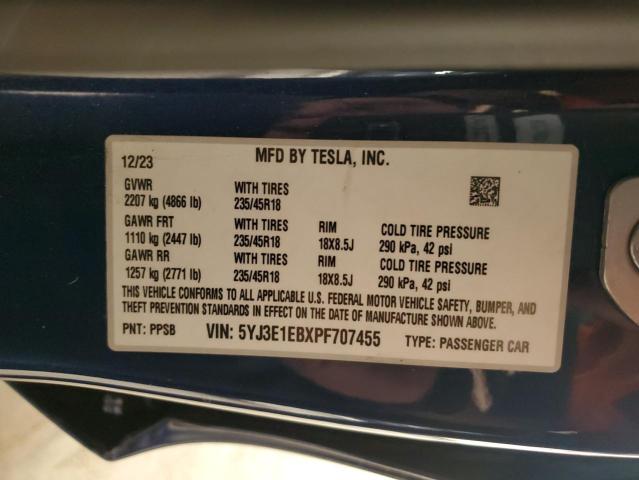 12/23 MFD BY TESLA, INC.
GVWR WITH TIRES
2207 kg (4866 lb) 235/45R18
GAWR FRT WITH TIRES RIM COLD TIRE PRESSURE
1110 kg (2447 lb) 235/45R18 18X8.5J 290 kPa, 42 psi
GAWR RR WITH TIRES RIM COLD TIRE PRESSURE
1257 kg (2771 lb) 235/45R18 18X8.5J 290 kPa, 42 psi
THIS VEHICLE CONFORMS TO ALL APPLICABLE U.S. FEDERAL MOTOR VEHICLE SAFETY, BUMPER, AND
THEFT PREVENTION STANDARDS IN EFFECT ON THE DATE OF MANUFACTURE SHOWN ABOVE.
PNT: PPSB VIN: 5YJ3E1EBXPF707455 TYPE: PASSENGER CAR